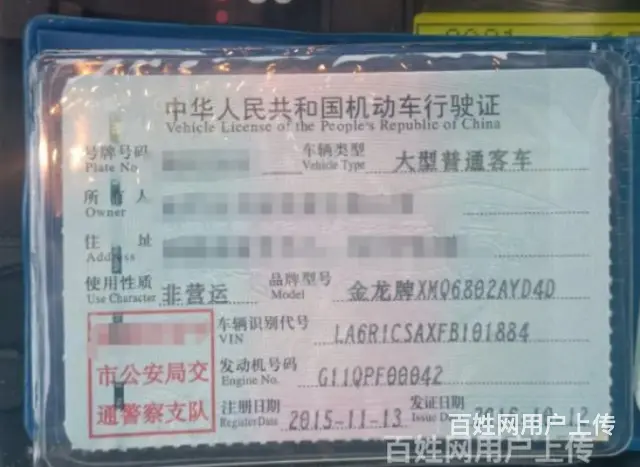 中华人民共和国机动车行驶证
Vehicle License of the People's Republic of China
号牌号码 车辆类型 大型普通客车
Plate No. Vehicle Type
所 人
Owner
住 址
Address
使用性质 非营运 品牌型号 金龙牌XMQ6802AYD4D
Use Character Model
车辆识别代号 LA6R1CSAXFB101884
VIN
市公安局交 发动机号码 G11QPF00042
Engine No.
通警察支队 注册日期 2015-11-13 发证日期
Register Date Issue Date
百姓网用户上传
百姓网用户上传